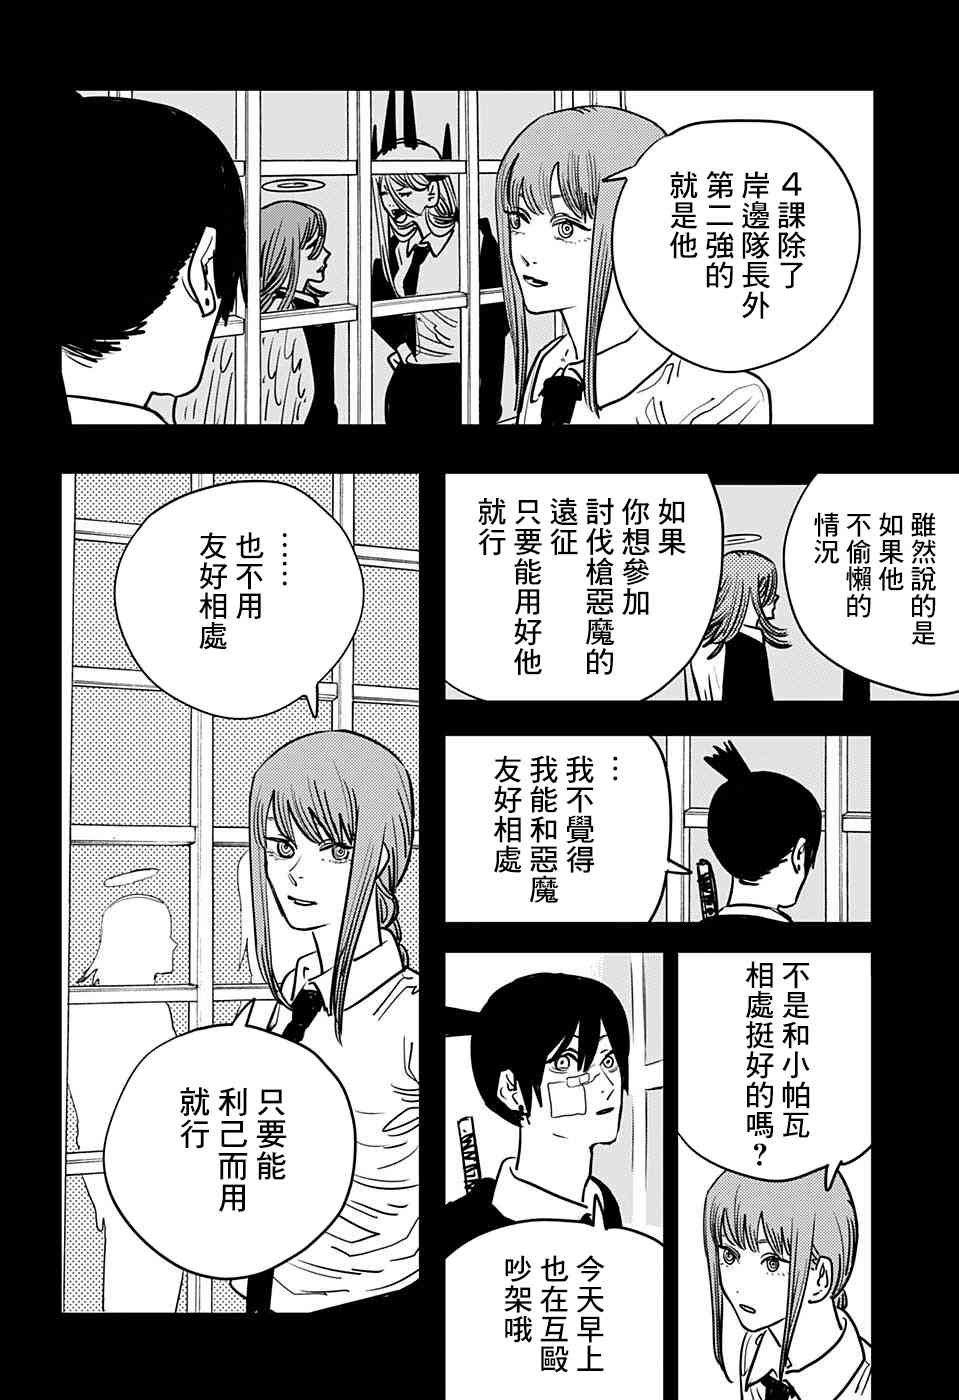 ４課除了
岸邊隊長外
第二強的
就是他
雖然說的是
如果他
不偷懶的
情況
如果
你想參加
討伐槍惡魔的
遠征
只要能用好他
就行
…
我不覺得
我能和惡魔
友好相處
不是和小帕瓦
相處挺好的嗎？
今天早上
也在互毆
吵架哦
……
也不用
友好相處
只要能
利己而用
就行